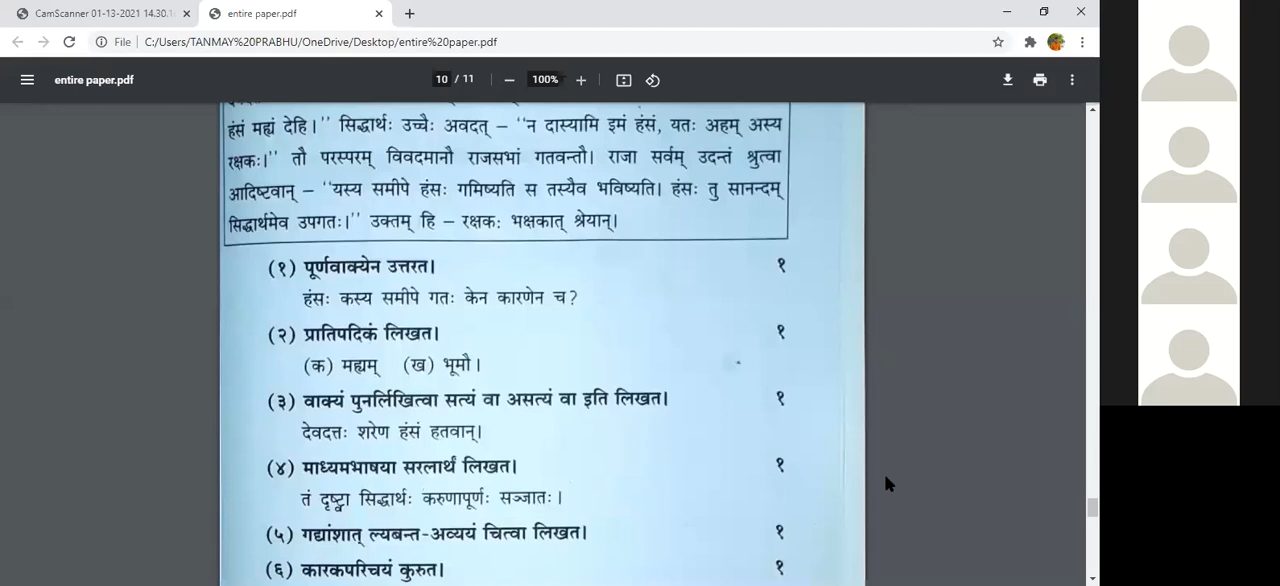 CamScanner 01-13-2021 14.30.1
entire paper.pdf
File
C:/Users/TANMAY%20PRABHU/OneDrive/Desktop/entire%20paper.pdf
entire paper.pdf
10 / 11
100%
हंसं मह्यं देहि।'' सिद्धार्थः उच्चैः अवदत् – ''न दास्यामि इमं हंसं, यतः अहम् अस्य
रक्षकः।'' तौ परस्परम् विवदमानौ राजसभां गतवन्तौ। राजा सर्वम् उदन्तं श्रुत्वा
आदिष्टवान् – ''यस्य समीपे हंसः गमिष्यति स तस्यैव भविष्यति। हंसः तु सानन्दम्
सिद्धार्थमेव उपगतः।'' उक्तम् हि – रक्षकः भक्षकात् श्रेयान्।
(१) पूर्णवाक्येन उत्तरत। १
हंसः कस्य समीपे गतः केन कारणेन च?
(२) प्रातिपदिकं लिखत। १
(क) मह्यम् (ख) भूमौ।
(३) वाक्यं पुनर्लिखित्वा सत्यं वा असत्यं वा इति लिखत। १
देवदत्तः शरेण हंसं हतवान्।
(४) माध्यमभाषया सरलार्थं लिखत। १
तं दृष्ट्वा सिद्धार्थः करुणापूर्णः सञ्जातः।
(५) गद्यांशात् ल्यबन्त-अव्ययं चित्वा लिखत। १
(६) कारकपरिचयं कुरुत। १